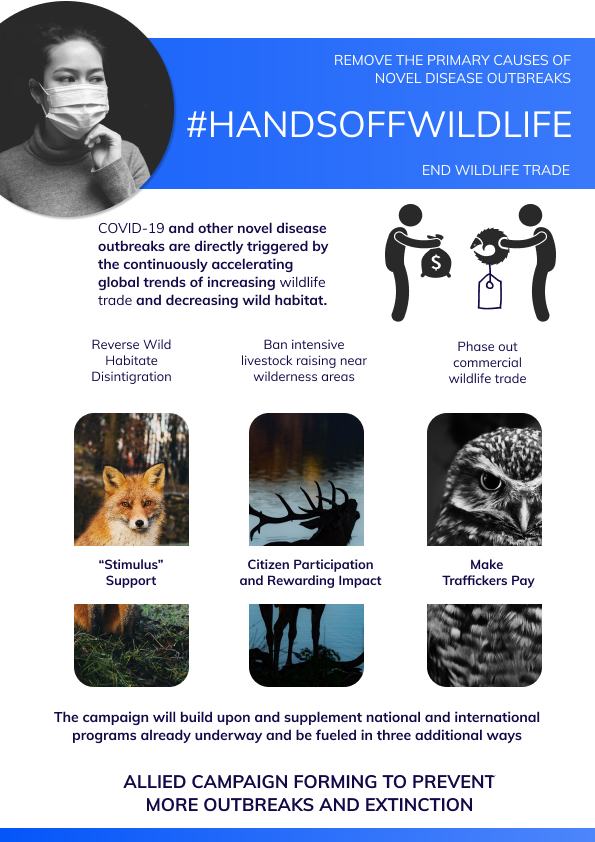 REMOVE THE PRIMARY CAUSES OF
NOVEL DISEASE OUTBREAKS
#HANDSOFFWILDLIFE
END WILDLIFE TRADE
COVID-19 and other novel disease
outbreaks are directly triggered by
the continuously accelerating
global trends of increasing wildlife
trade and decreasing wild habitat.
$
Reverse Wild
Habitate
Disintigration
Ban intensive
livestock raising near
wilderness areas
Phase out
commercial
wildlife trade
“Stimulus”
Support
Citizen Participation
and Rewarding Impact
Make
Traffickers Pay
The campaign will build upon and supplement national and international
programs already underway and be fueled in three additional ways
ALLIED CAMPAIGN FORMING TO PREVENT
MORE OUTBREAKS AND EXTINCTION